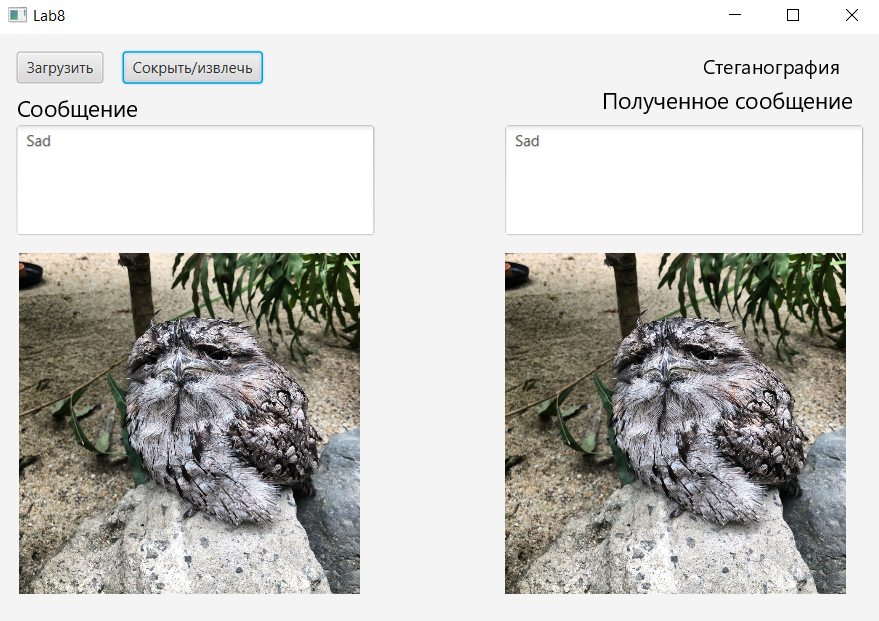 Lab8
Загрузить Сокрыть/извлечь Стеганография
Сообщение Полученное сообщение
Sad Sad